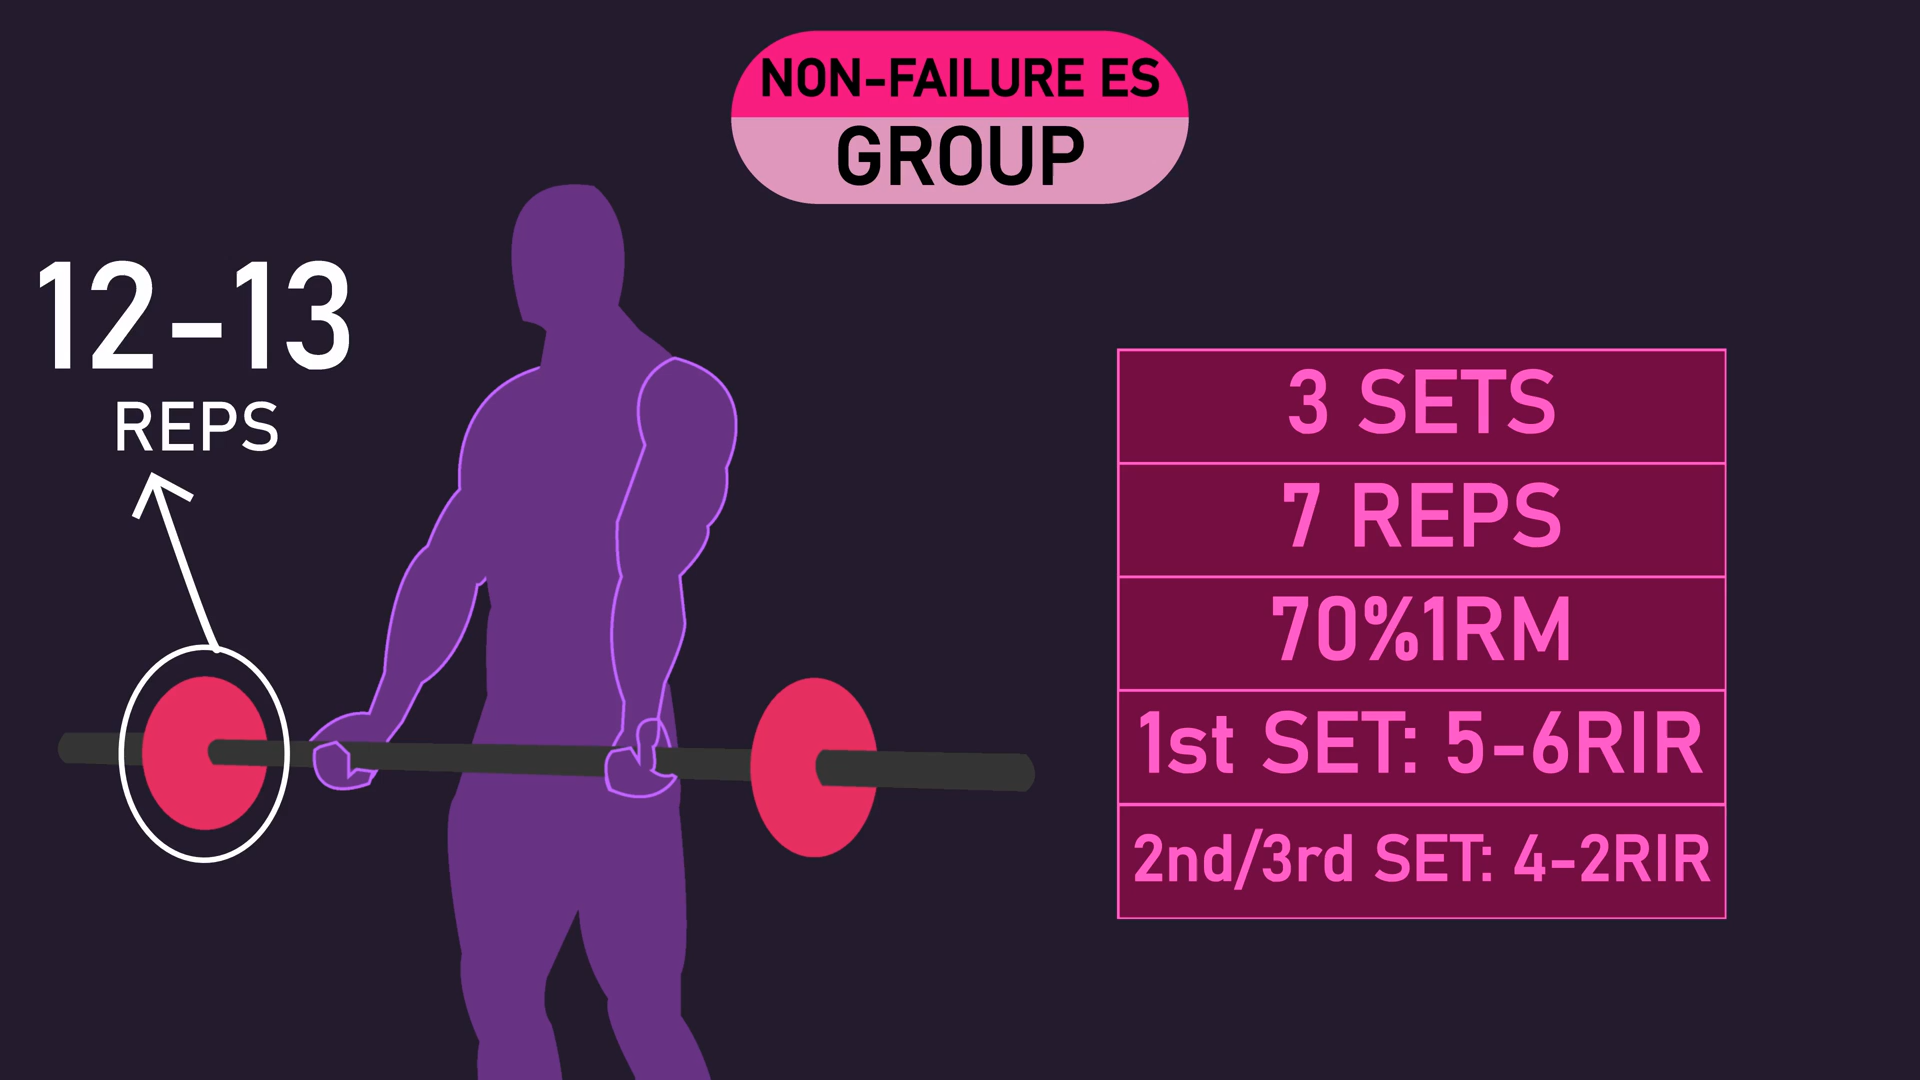 NON-FAILURE ES
GROUP
12-13
REPS
3 SETS
7 REPS
70%1RM
1st SET: 5-6RIR
2nd/3rd SET: 4-2RIR